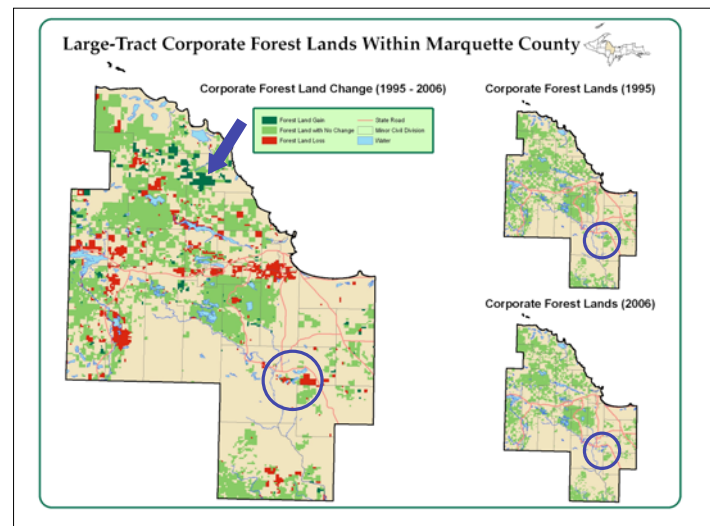 Large-Tract Corporate Forest Lands Within Marquette County
Corporate Forest Land Change (1995 - 2006)
Forest Land Gain
Forest Land with No Change
Forest Land Loss
State Road
Minor Civil Division
Water
Corporate Forest Lands (1995)
Corporate Forest Lands (2006)